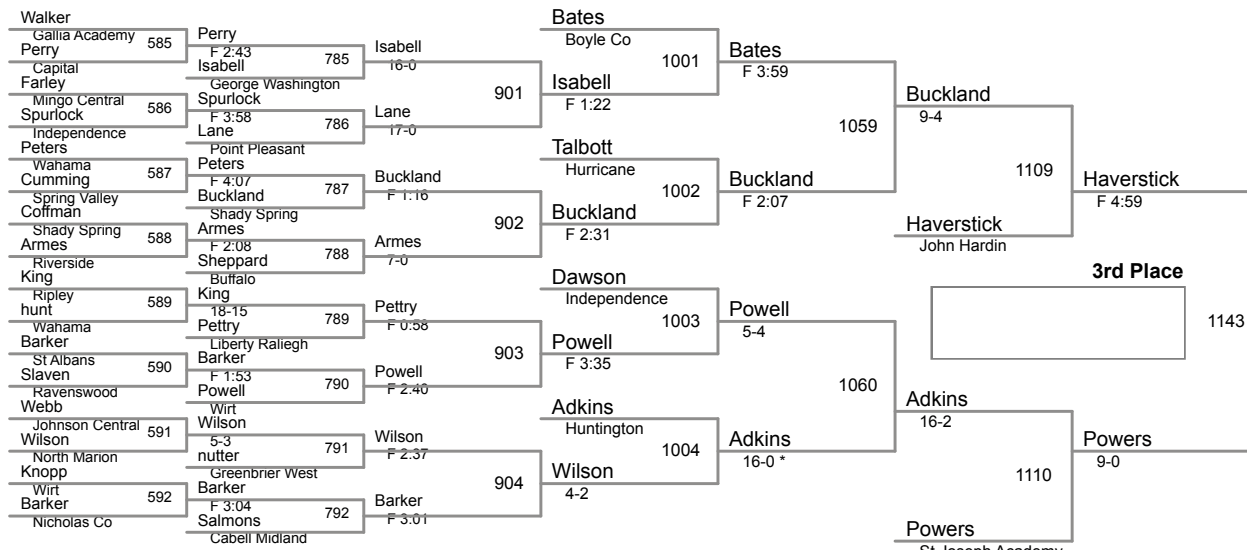 Walker
Gallia Academy
585
Perry
Capital
Farley
Mingo Central
586
Spurlock
Independence
Peters
Wahama
587
Cumming
Spring Valley
Coffman
Shady Spring
588
Armes
Riverside
King
Ripley
589
hunt
Wahama
Barker
St Albans
590
Slaven
Ravenswood
Webb
Johnson Central
591
Wilson
North Marion
Knopp
Wirt
592
Barker
Nicholas Co
Perry
F 2:43
785
Isabell
George Washington
Spurlock
F 3:58
786
Lane
Point Pleasant
Peters
F 4:07
787
Buckland
Shady Spring
Armes
F 2:08
788
Sheppard
Buffalo
King
18-15
789
Pettry
Liberty Raliegh
Barker
F 1:53
790
Powell
Wirt
Wilson
5-3
791
nutter
Greenbrier West
Barker
F 3:04
792
Salmons
Cabell Midland
Isabell
16-0
901
Lane
17-0
Buckland
F 1:16
902
Armes
7-0
Pettry
F 0:58
903
Powell
F 2:40
Wilson
F 2:37
904
Barker
F 3:01
Bates
Boyle Co
1001
Isabell
F 1:22
Talbott
Hurricane
1002
Buckland
F 2:31
Dawson
Independence
1003
Powell
F 3:35
Adkins
Huntington
1004
Wilson
4-2
Bates
F 3:59
1059
Buckland
F 2:07
Powell
5-4
1060
Adkins
16-0 *
Buckland
9-4
1109
Haverstick
John Hardin
Adkins
16-2
1110
Powers
St Joseph Academy
Haverstick
F 4:59
3rd Place
1143
Powers
9-0